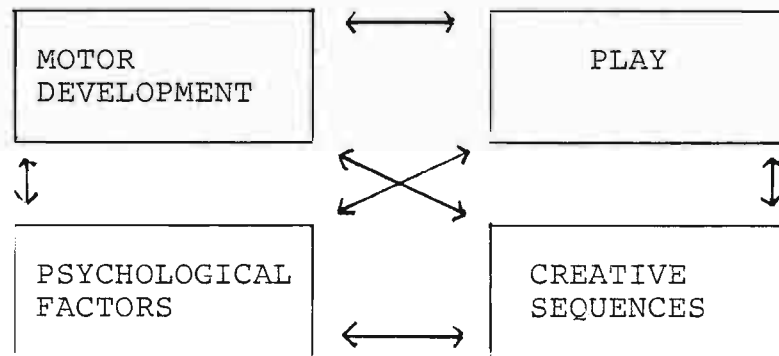 MOTOR
DEVELOPMENT
PLAY
PSYCHOLOGICAL
FACTORS
CREATIVE
SEQUENCES